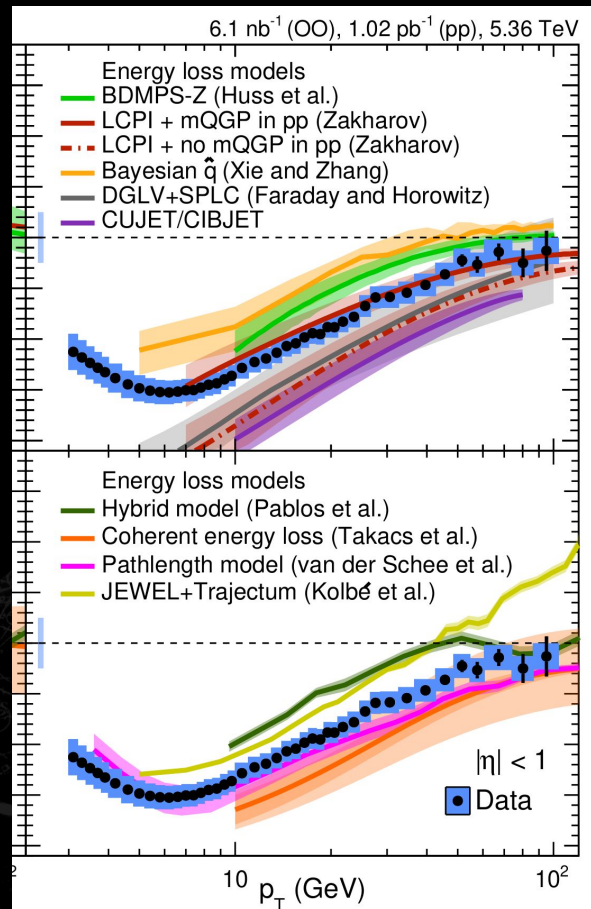 6.1 nb⁻¹ (OO), 1.02 pb⁻¹ (pp), 5.36 TeV
Energy loss models
BDMPS-Z (Huss et al.)
LCPI + mQGP in pp (Zakharov)
LCPI + no mQGP in pp (Zakharov)
Bayesian q̂ (Xie and Zhang)
DGLV+SPLC (Faraday and Horowitz)
CUJET/CIBJET
Energy loss models
Hybrid model (Pablos et al.)
Coherent energy loss (Takacs et al.)
Pathlength model (van der Schee et al.)
JEWEL+Trajectum (Kolbé et al.)
|η| < 1
Data
2 10 10²
p_T (GeV)